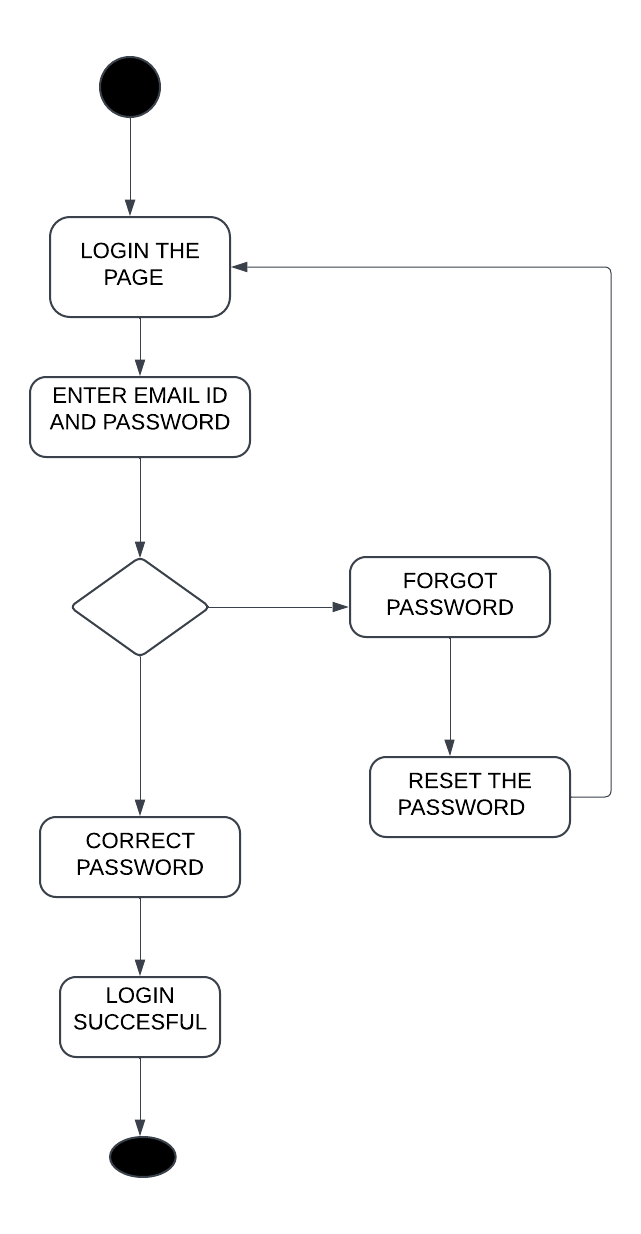 LOGIN THE
PAGE
ENTER EMAIL ID
AND PASSWORD
FORGOT
PASSWORD
RESET THE
PASSWORD
CORRECT
PASSWORD
LOGIN
SUCCESFUL